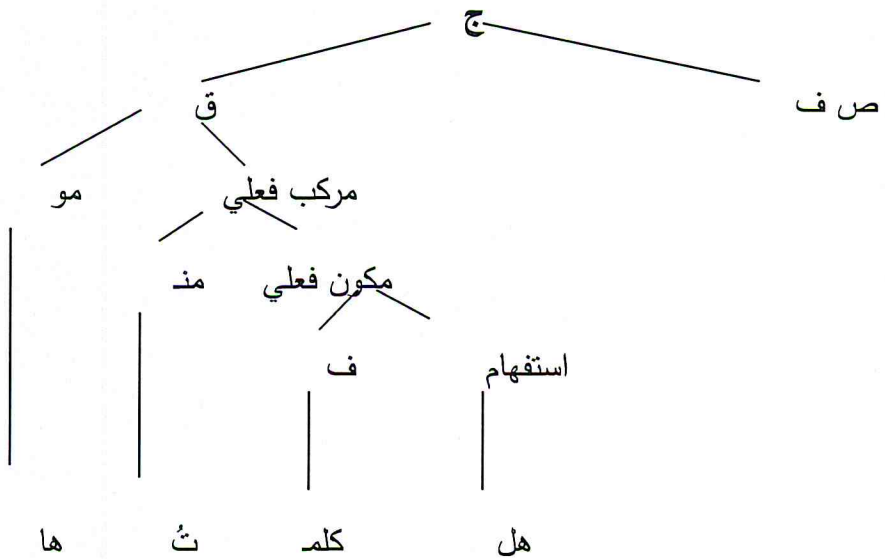 ج
ص ف ق
مركب فعلي مو
مكون فعلي منـ
استفهام ف
هل كلمـ تُ ها